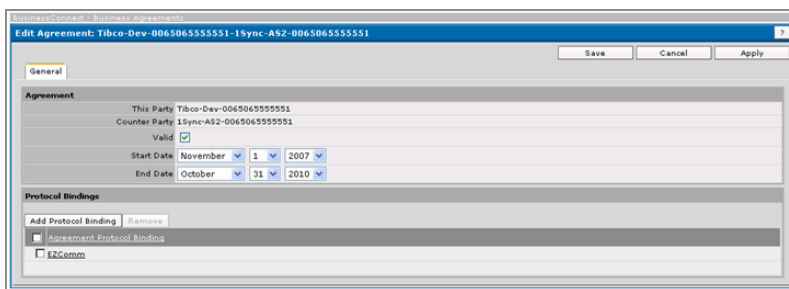 BusinessConnect - Business Agreements
Edit Agreement: Tibco-Dev-0065065555551-1Sync-AS2-0065065555551
?
Save Cancel Apply
General
Agreement
This Party Tibco-Dev-0065065555551
Counter Party 1Sync-AS2-0065065555551
Valid
Start Date November 1 2007
End Date October 31 2010
Protocol Bindings
Add Protocol Binding Remove
Agreement Protocol Binding
EZComm